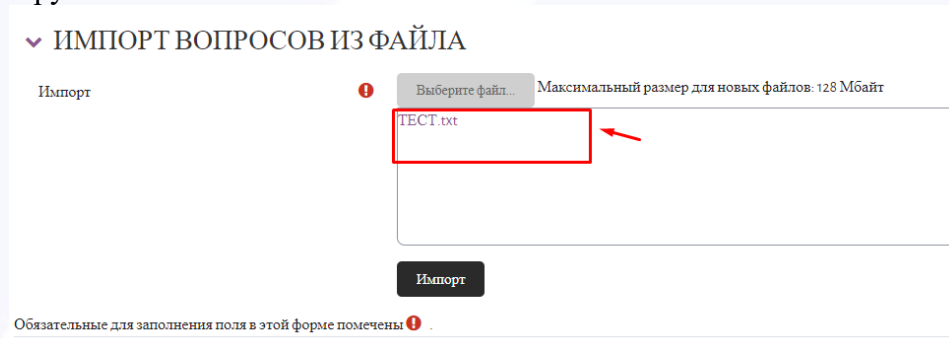 ИМПОРТ ВОПРОСОВ ИЗ ФАЙЛА
Импорт
Выберите файл... Максимальный размер для новых файлов: 128 Мбайт
ТЕСТ.txt
Импорт
Обязательные для заполнения поля в этой форме помечены .